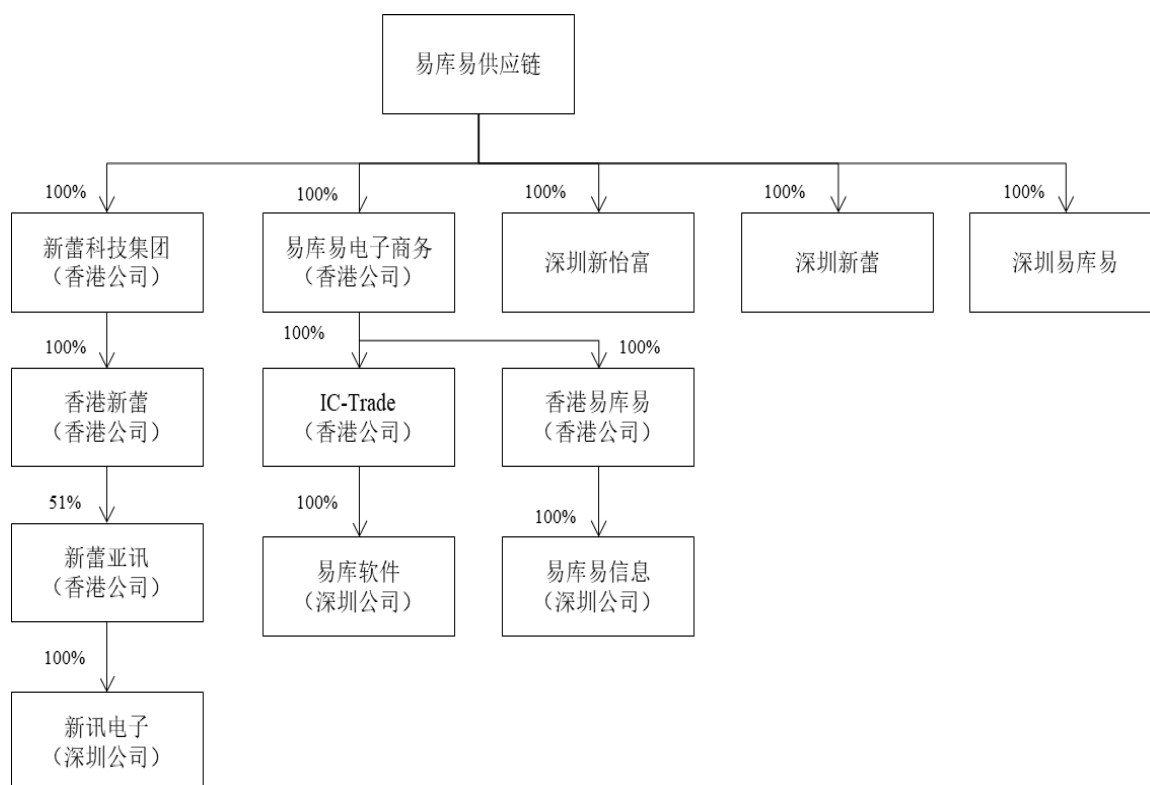 易库易供应链
100%
100%
100%
100%
100%
新蕾科技集团
（香港公司）
易库易电子商务
（香港公司）
深圳新怡富
深圳新蕾
深圳易库易
100%
100%
100%
香港新蕾
（香港公司）
IC-Trade
（香港公司）
香港易库易
（香港公司）
51%
100%
100%
新蕾亚讯
（香港公司）
易库软件
（深圳公司）
易库易信息
（深圳公司）
100%
新讯电子
（深圳公司）